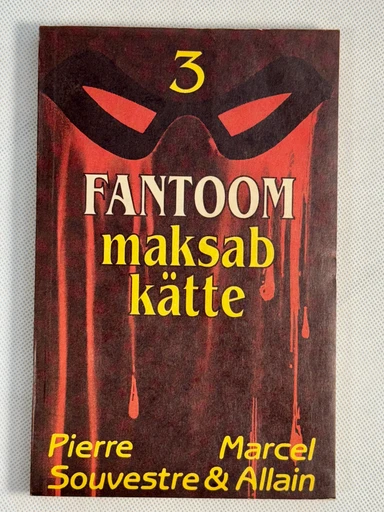 3
FANTOOM
maksab
kätte
Pierre Marcel
Souvestre & Allain